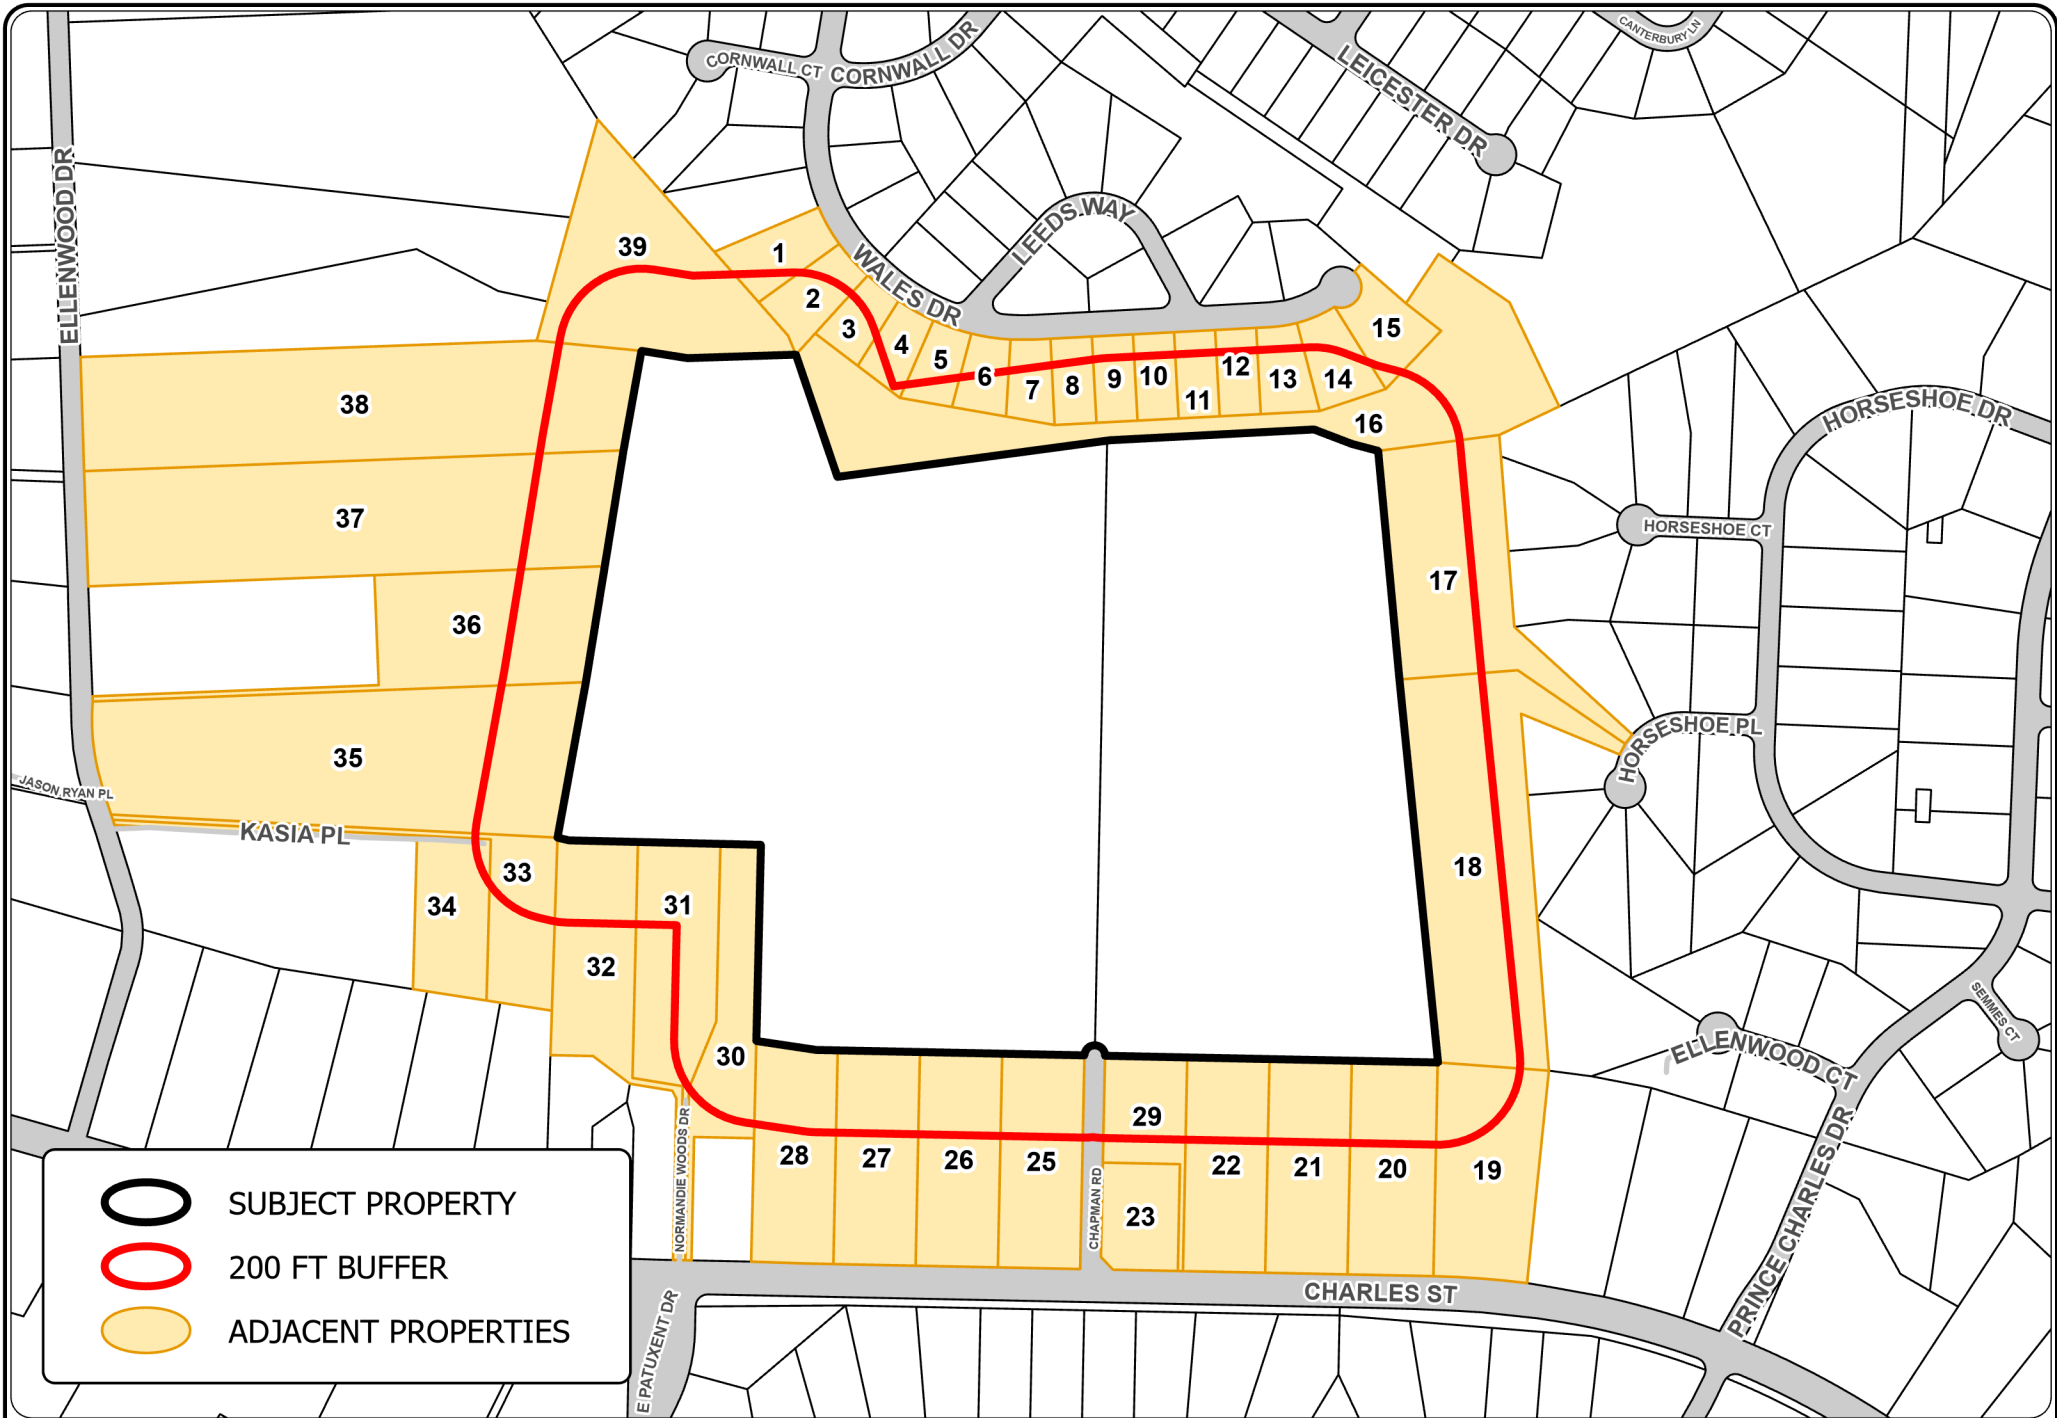 CANTERBURY LN
CORNWALL CT
CORNWALL DR
LEICESTER DR
ELLENWOOD DR
LEEDS WAY
WALES DR
39
1
2
3
4
5
6
7
8
9
10
11
12
13
14
15
16
38
37
36
35
17
18
HORSESHOE DR
HORSESHOE CT
HORSESHOE PL
JASON RYAN PL
KASIA PL
34
33
32
31
30
29
28
27
26
25
23
22
21
20
19
SEMMES CT
ELLENWOOD CT
PRINCE CHARLES DR
NORMANDIE WOODS DR
CHAPMAN RD
CHARLES ST
E PATUXENT DR
SUBJECT PROPERTY
200 FT BUFFER
ADJACENT PROPERTIES